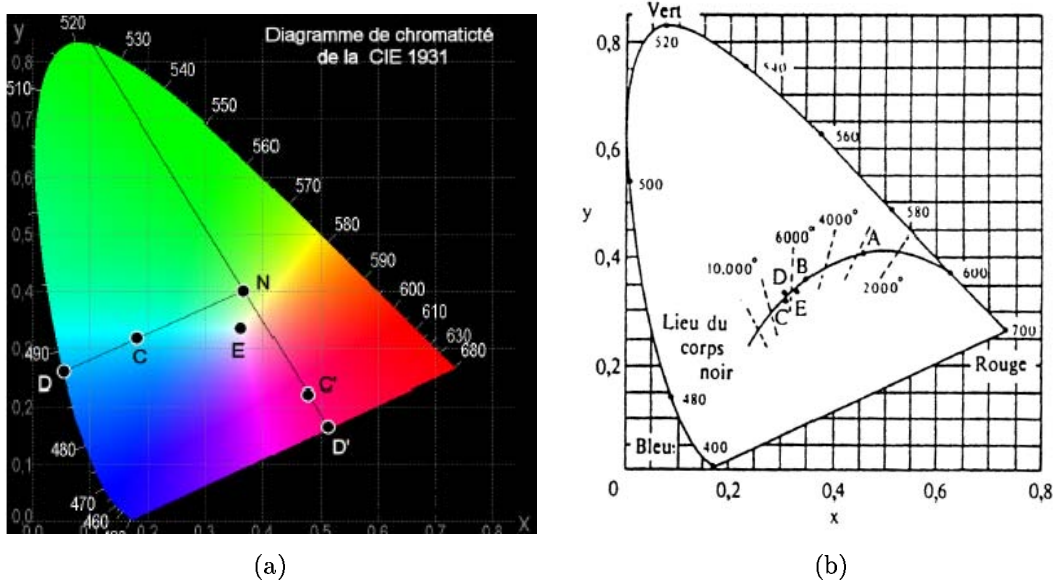 y
Diagramme de chromaticté
de la CIE 1931
520
530
540
550
560
570
580
590
600
610
630
680
510
490
480
470
460
0,8
0,7
0,6
0,5
0,4
0,3
0,2
0,1
0,0
0.0
0.1
0.2
0.3
0.4
0.5
0.6
0.7
0.8
X
N
C
E
D
C'
D'
(a)
Vert
520
540
560
580
600
700
500
480
400
0,8
0,6
0,4
0,2
0
0,2
0,4
0,6
0,8
y
x
10.000°
6000°
4000°
2000°
A
B
D
E
C
Lieu du
corps
noir
Rouge
Bleu:
(b)